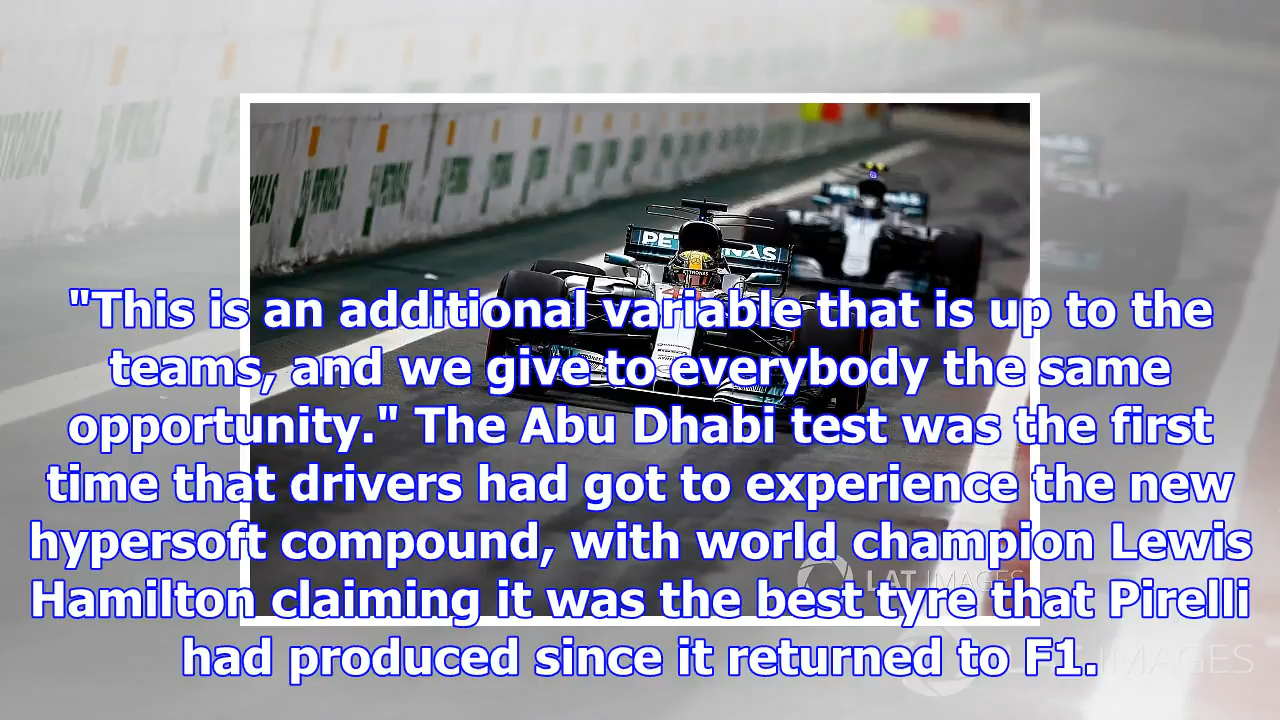 PETRONAS
"This is an additional variable that is up to the
teams, and we give to everybody the same
opportunity." The Abu Dhabi test was the first
time that drivers had got to experience the new
hypersoft compound, with world champion Lewis
Hamilton claiming it was the best tyre that Pirelli
had produced since it returned to F1.
LAT IMAGES